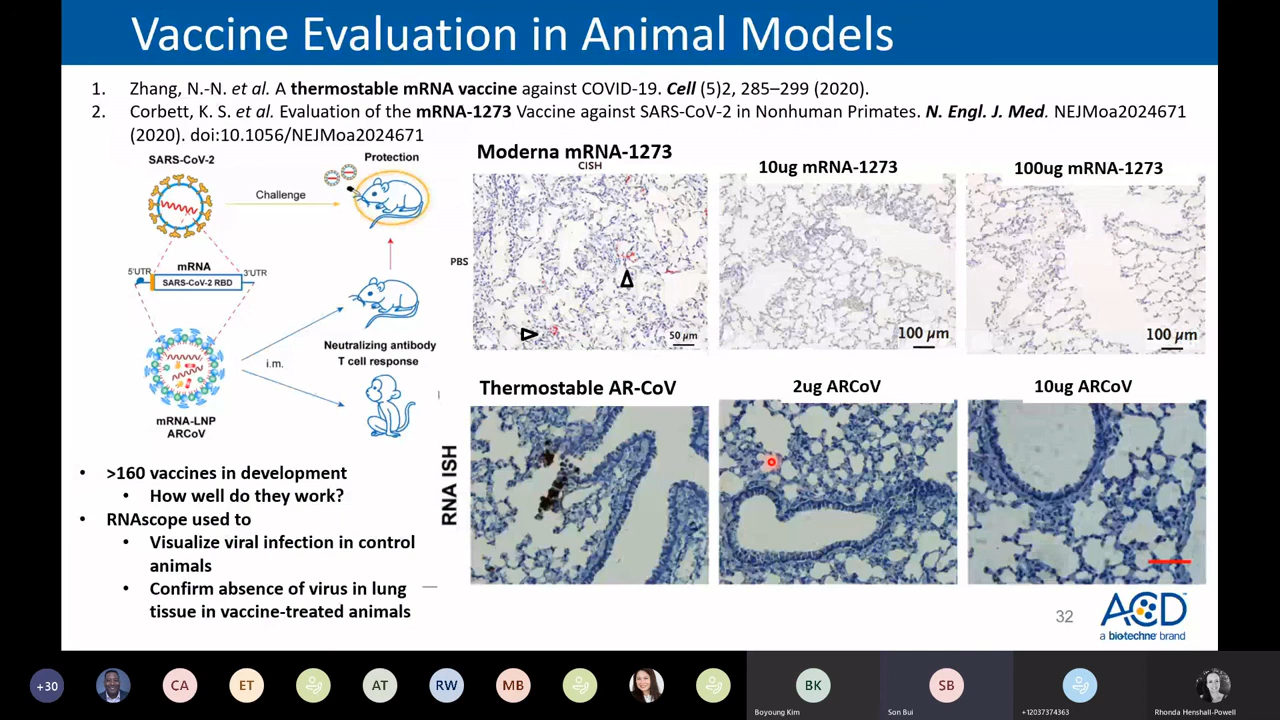 Vaccine Evaluation in Animal Models
1. Zhang, N.-N. et al. A thermostable mRNA vaccine against COVID-19. Cell (5)2, 285–299 (2020).
2. Corbett, K. S. et al. Evaluation of the mRNA-1273 Vaccine against SARS-CoV-2 in Nonhuman Primates. N. Engl. J. Med. NEJMoa2024671
(2020). doi:10.1056/NEJMoa2024671
SARS-CoV-2
Protection
Challenge
mRNA
5'UTR
3'UTR
SARS-CoV-2 RBD
Neutralizing antibody
T cell response
i.m.
mRNA-LNP
ARCoV
Moderna mRNA-1273
CISH
10ug mRNA-1273
100ug mRNA-1273
PBS
50 µm
100 µm
100 µm
Thermostable AR-CoV
2ug ARCoV
10ug ARCoV
RNA ISH
• >160 vaccines in development
• How well do they work?
• RNAscope used to
• Visualize viral infection in control
animals
• Confirm absence of virus in lung
tissue in vaccine-treated animals
32
ACD
a biotechne brand
+30
CA
ET
AT
RW
MB
BK
SB
Boyoung Kim
Son Bui
+12037374363
Rhonda Henshall-Powell